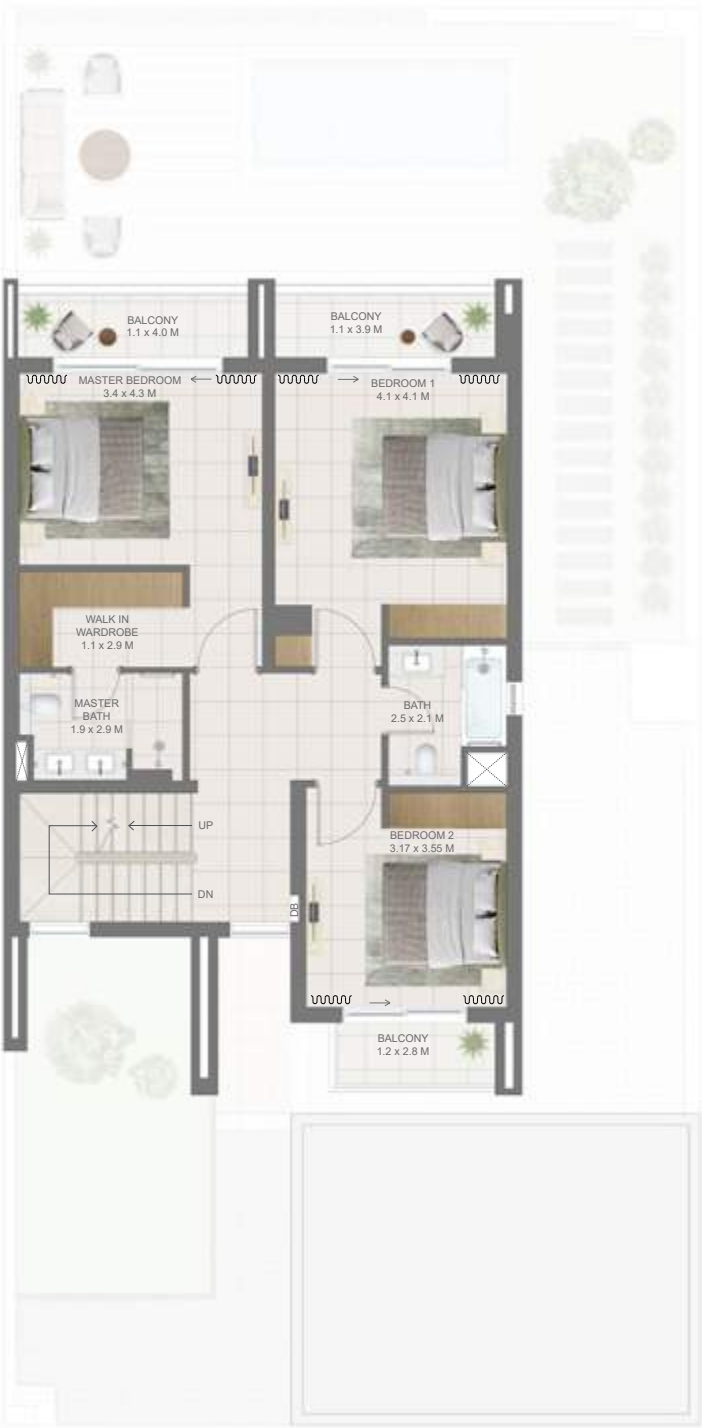 BALCONY
1.1 x 4.0 M
BALCONY
1.1 x 3.9 M
MASTER BEDROOM
3.4 x 4.3 M
BEDROOM 1
4.1 x 4.1 M
WALK IN
WARDROBE
1.1 x 2.9 M
MASTER
BATH
1.9 x 2.9 M
BATH
2.5 x 2.1 M
UP
BEDROOM 2
3.17 x 3.55 M
DN
DB
BALCONY
1.2 x 2.8 M